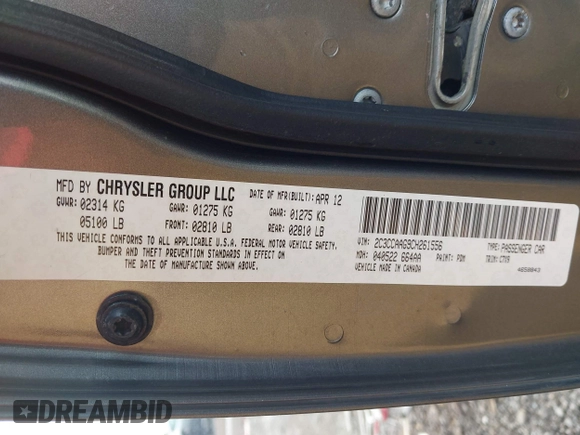 MFD BY CHRYSLER GROUP LLC DATE OF MFR(BUILT): APR 12
GVWR: 02314 KG GAWR: 01275 KG GAWR: 01275 KG
05100 LB FRONT: 02810 LB REAR: 02810 LB
THIS VEHICLE CONFORMS TO ALL APPLICABLE U.S.A. FEDERAL MOTOR VEHICLE SAFETY,
BUMPER AND THEFT PREVENTION STANDARDS IN EFFECT ON
THE DATE OF MANUFACTURE SHOWN ABOVE.
VIN: 2C3CCAAG9CH261556 TYPE: PASSENGER CAR
MDH: 040522 664AA PAINT: PDM TRIM: C7X9
VEHICLE MADE IN CANADA
DREAMBID